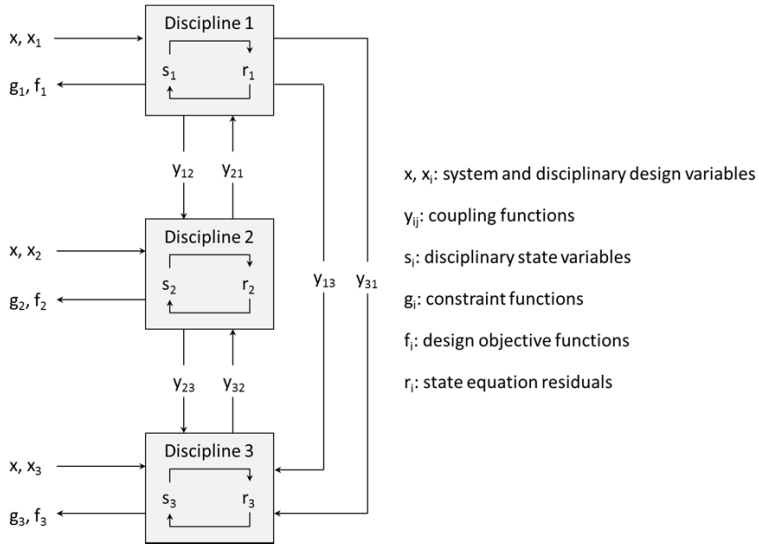 Discipline 1
x, x₁
s₁ r₁
g₁, f₁
y₁₂ y₂₁
Discipline 2
x, x₂
s₂ r₂
g₂, f₂
y₁₃ y₃₁
y₂₃ y₃₂
Discipline 3
x, x₃
s₃ r₃
g₃, f₃
x, xᵢ: system and disciplinary design variables
yᵢⱼ: coupling functions
sᵢ: disciplinary state variables
gᵢ: constraint functions
fᵢ: design objective functions
rᵢ: state equation residuals